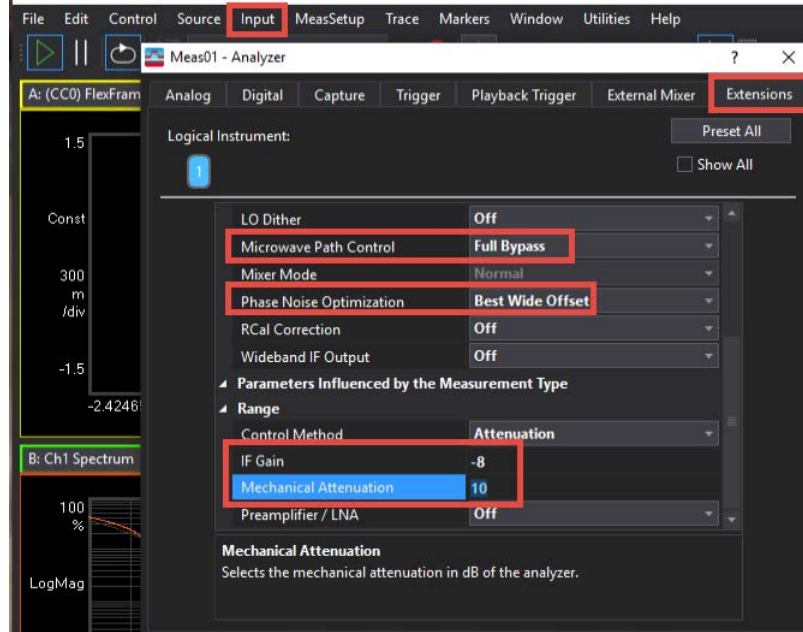 File Edit Control Source Input MeasSetup Trace Markers Window Utilities Help
Meas01 - Analyzer ?
A: (CC0) FlexFram
Analog Digital Capture Trigger Playback Trigger External Mixer Extensions
Logical Instrument:
Preset All
1
Show All
1.5
Const
300
m
/div
-1.5
-2.4246
LO Dither Off
Microwave Path Control Full Bypass
Mixer Mode Normal
Phase Noise Optimization Best Wide Offset
RCal Correction Off
Wideband IF Output Off
Parameters Influenced by the Measurement Type
Range
Control Method Attenuation
IF Gain -8
Mechanical Attenuation 10
Preamplifier / LNA Off
B: Ch1 Spectrum
100
%
LogMag
Mechanical Attenuation
Selects the mechanical attenuation in dB of the analyzer.